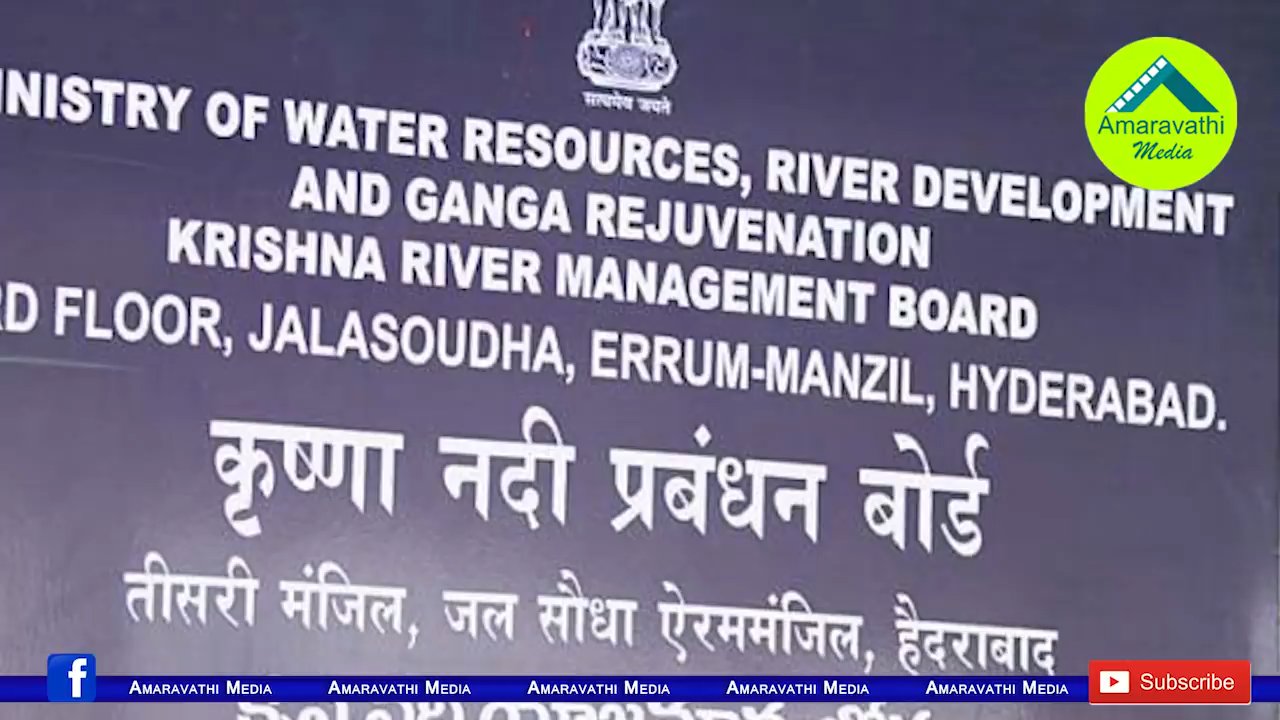 सत्यमेव जयते
Amaravathi
Media
INISTRY OF WATER RESOURCES, RIVER DEVELOPMENT
AND GANGA REJUVENATION
KRISHNA RIVER MANAGEMENT BOARD
RD FLOOR, JALASOUDHA, ERRUM-MANZIL, HYDERABAD.
कृष्णा नदी प्रबंधन बोर्ड
तीसरी मंजिल, जल सौधा ऐरममंजिल, हैदराबाद
f AMARAVATHI MEDIA AMARAVATHI MEDIA AMARAVATHI MEDIA AMARAVATHI MEDIA AMARAVATHI MEDIA Subscribe